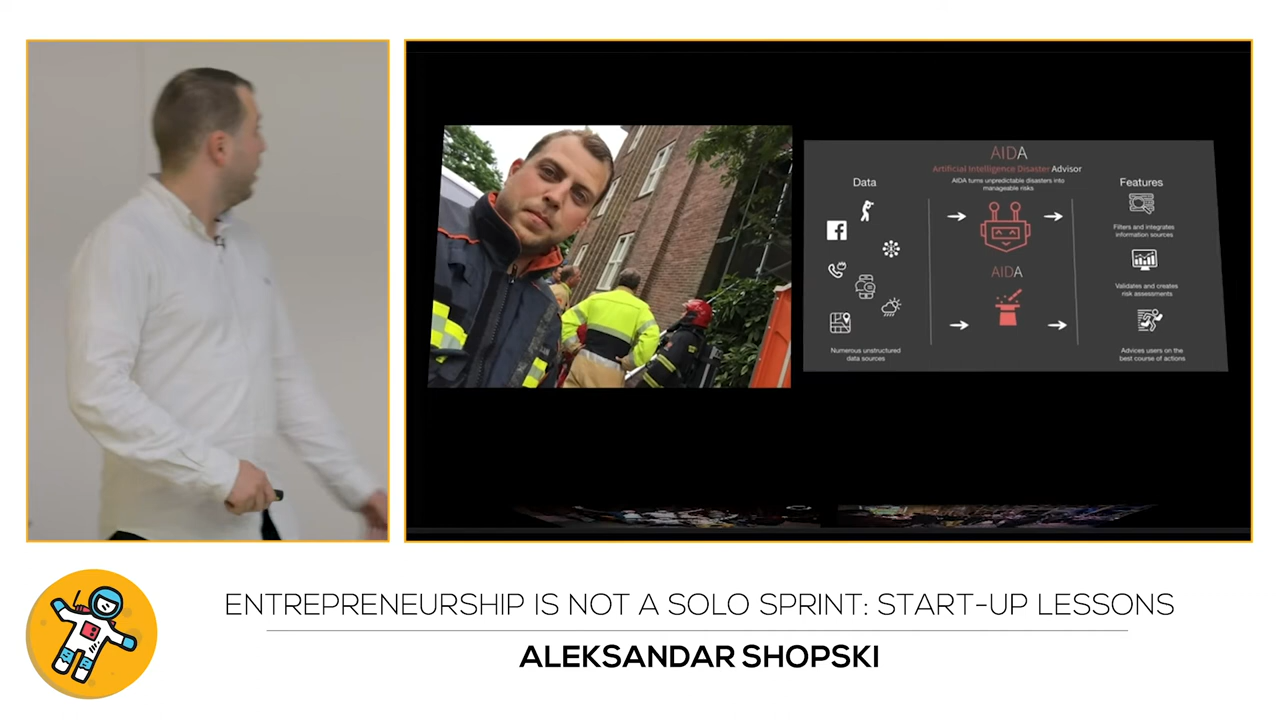 AIDA
Artificial Intelligence Disaster Advisor
AIDA turns unpredictable disasters into
manageable risks
Data
Numerous unstructured
data sources
AIDA
Features
Filters and integrates
information sources
Validates and creates
risk assessments
Advices users on the
best course of actions
ENTREPRENEURSHIP IS NOT A SOLO SPRINT: START-UP LESSONS
ALEKSANDAR SHOPSKI